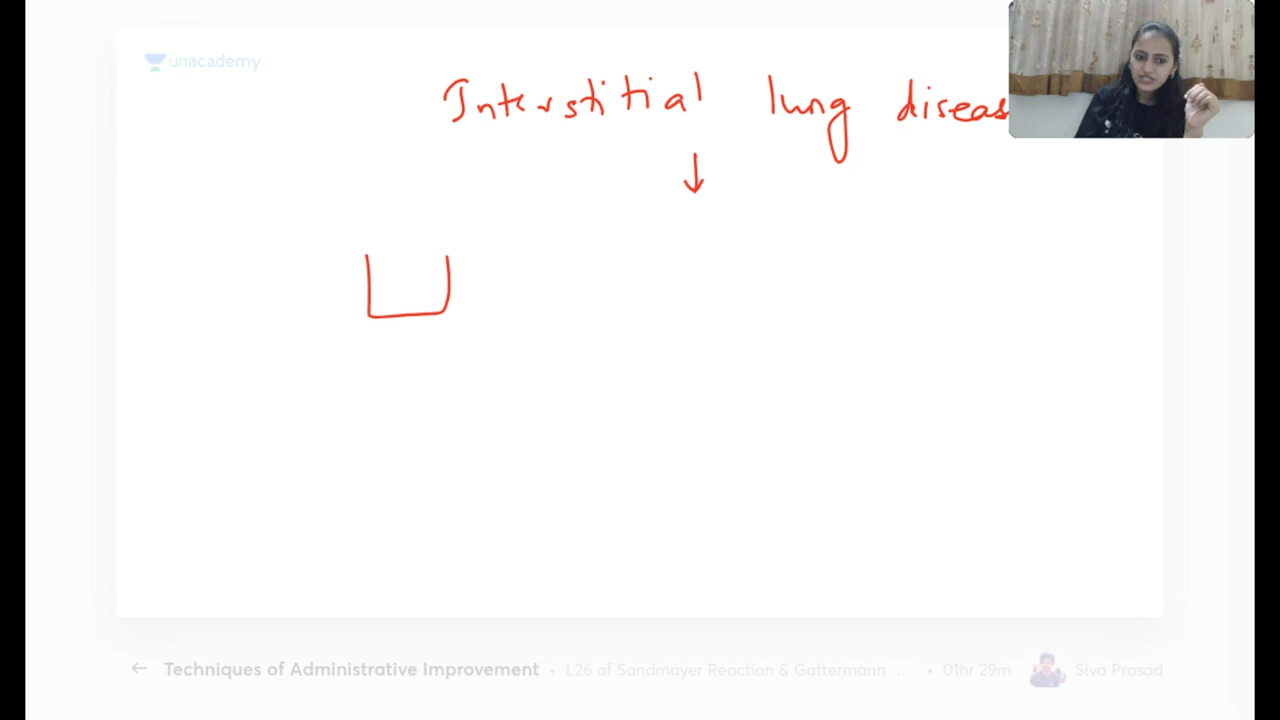 unacademy
Interstitial lung diseas
↓
← Techniques of Administrative Improvement • L26 of Sandmayer Reaction & Gattermann ... • 01hr 29m Siva Prasad